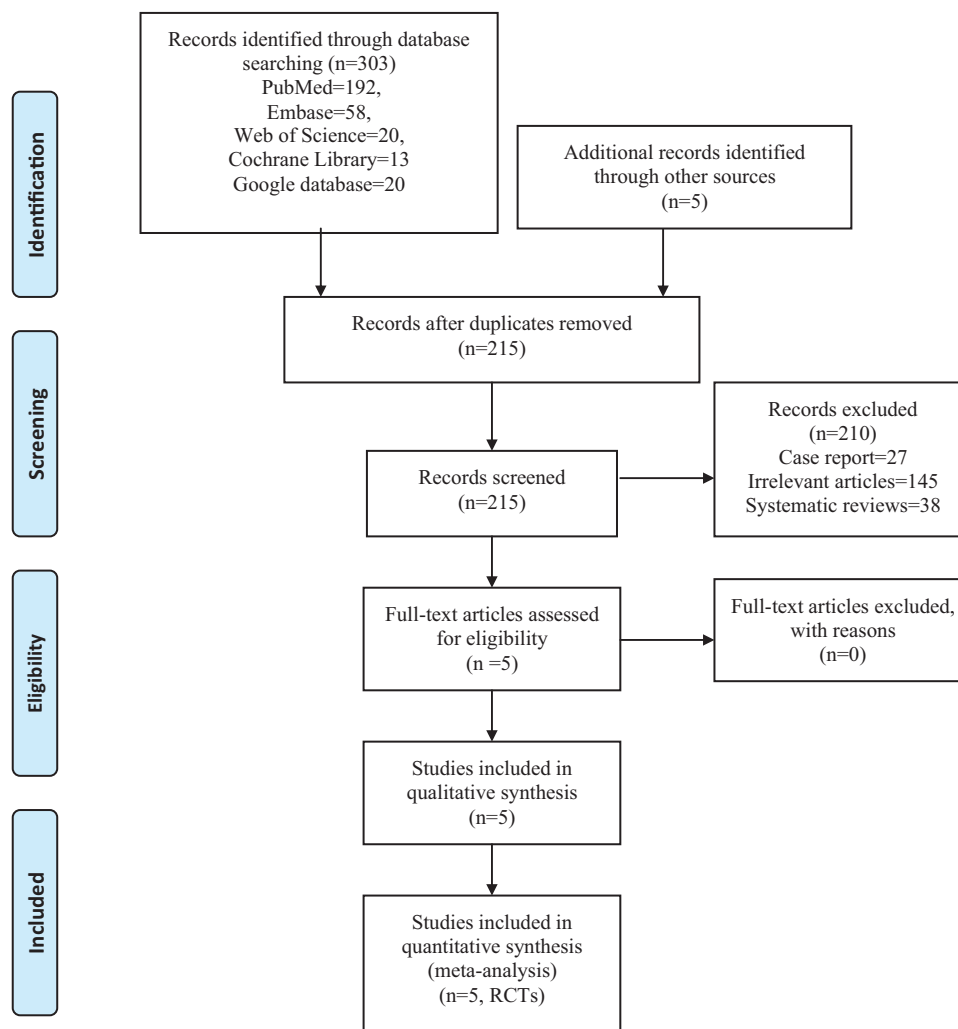 Records identified through database
searching (n=303)
PubMed=192,
Embase=58,
Web of Science=20,
Cochrane Library=13
Google database=20
Additional records identified
through other sources
(n=5)
Identification
Records after duplicates removed
(n=215)
Screening
Records screened
(n=215)
Records excluded
(n=210)
Case report=27
Irrelevant articles=145
Systematic reviews=38
Eligibility
Full-text articles assessed
for eligibility
(n =5)
Full-text articles excluded,
with reasons
(n=0)
Studies included in
qualitative synthesis
(n=5)
Included
Studies included in
quantitative synthesis
(meta-analysis)
(n=5, RCTs)